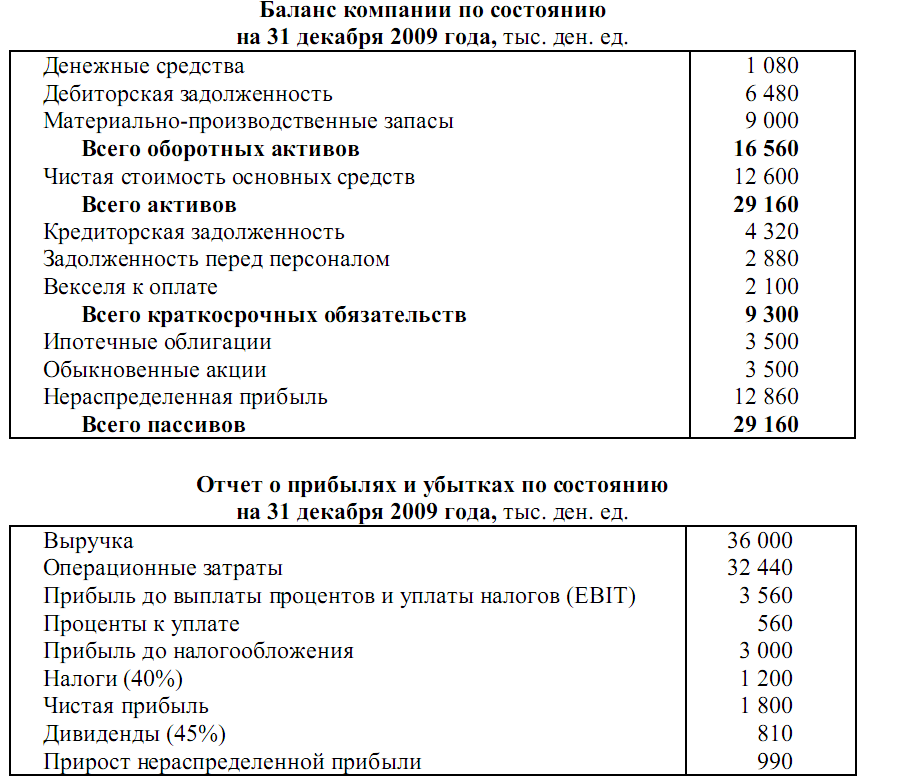 Баланс компании по состоянию
на 31 декабря 2009 года, тыс. ден. ед.
Денежные средства 1 080
Дебиторская задолженность 6 480
Материально-производственные запасы 9 000
Всего оборотных активов 16 560
Чистая стоимость основных средств 12 600
Всего активов 29 160
Кредиторская задолженность 4 320
Задолженность перед персоналом 2 880
Векселя к оплате 2 100
Всего краткосрочных обязательств 9 300
Ипотечные облигации 3 500
Обыкновенные акции 3 500
Нераспределенная прибыль 12 860
Всего пассивов 29 160
Отчет о прибылях и убытках по состоянию
на 31 декабря 2009 года, тыс. ден. ед.
Выручка 36 000
Операционные затраты 32 440
Прибыль до выплаты процентов и уплаты налогов (EBIT) 3 560
Проценты к уплате 560
Прибыль до налогообложения 3 000
Налоги (40%) 1 200
Чистая прибыль 1 800
Дивиденды (45%) 810
Прирост нераспределенной прибыли 990